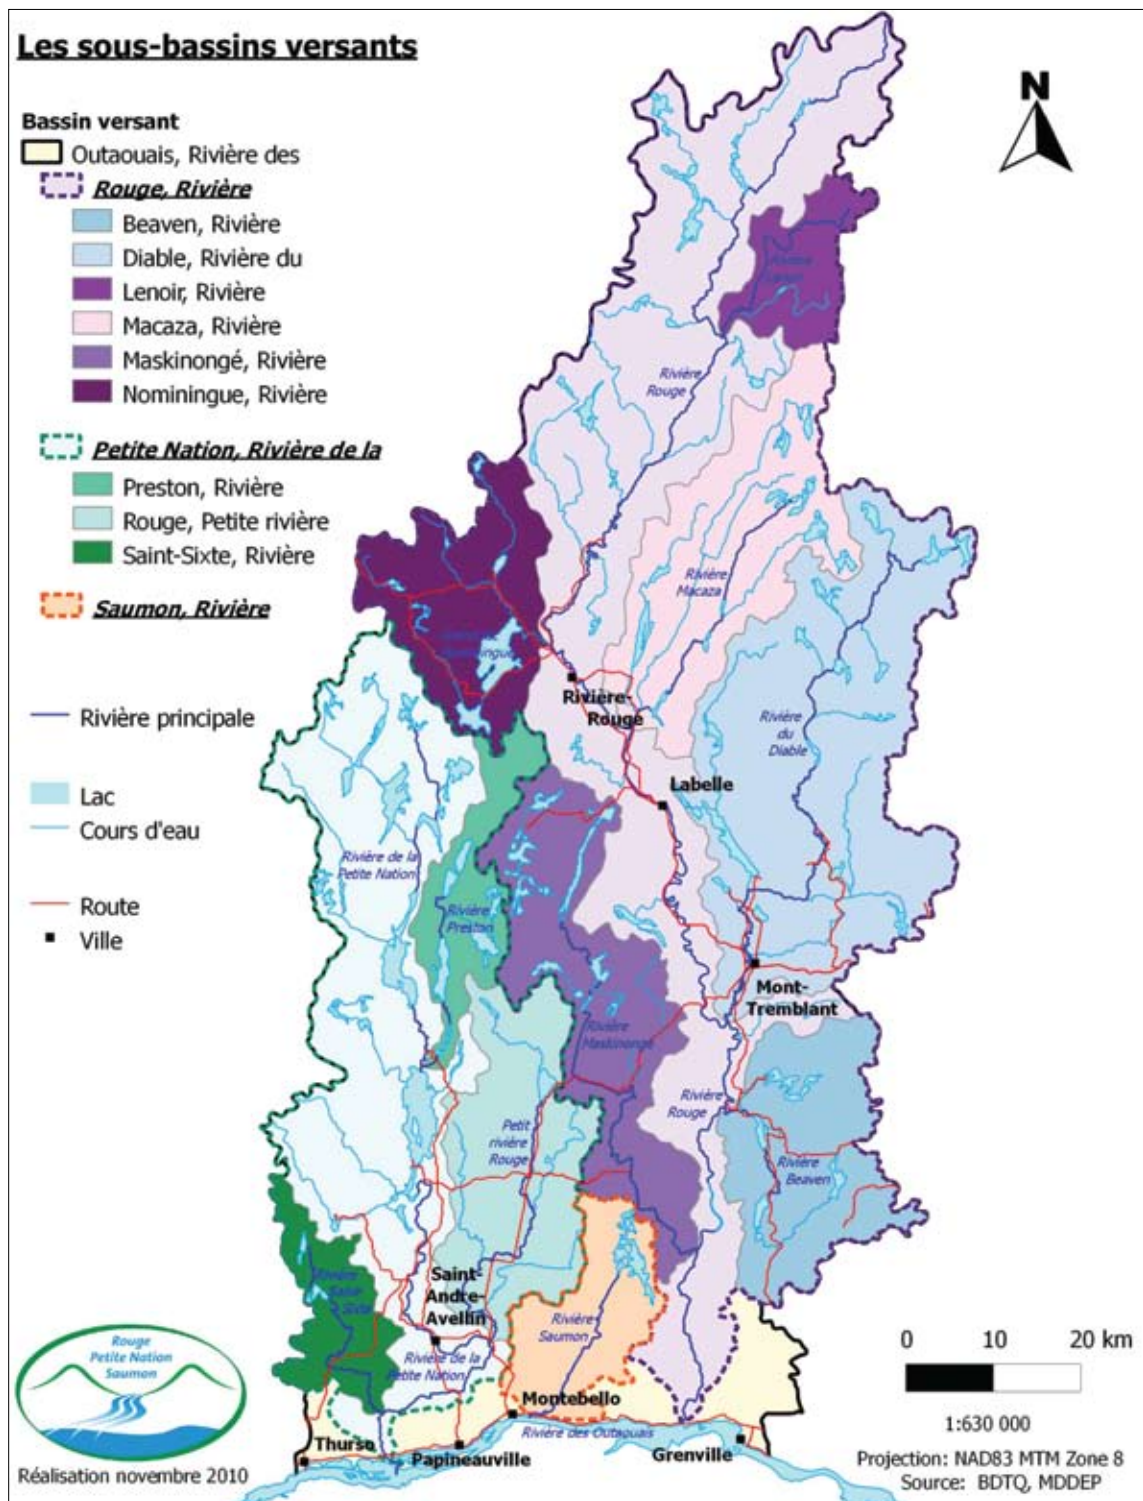 Les sous-bassins versants
N
Bassin versant
Outaouais, Rivière des
Rouge, Rivière
Beaven, Rivière
Diable, Rivière du
Lenoir, Rivière
Macaza, Rivière
Maskinongé, Rivière
Nominingue, Rivière
Petite Nation, Rivière de la
Preston, Rivière
Rouge, Petite rivière
Saint-Sixte, Rivière
Saumon, Rivière
Rivière principale
Lac
Cours d'eau
Route
Ville
Rivière
Rivière
Rouge
Rivière
Macaza
Rivière-
Rouge
Rivière
du
Diable
Labelle
Rivière de la
Petite Nation
Rivière
Preston
Mont-
Tremblant
Rivière
Maskinongé
Rivière
Rouge
Petit
rivière
Rouge
Rivière
Beaven
Rivière
Saint
Sixte
Saint-
Andre-
Avellin
Rivière
Saumon
Rivière de la
Petite Nation
Montebello
Rivière des Outaouais
Thurso
Papineauville
Grenville
Rouge
Petite Nation
Saumon
Réalisation novembre 2010
0 10 20 km
1:630 000
Projection: NAD83 MTM Zone 8
Source: BDTQ, MDDEP